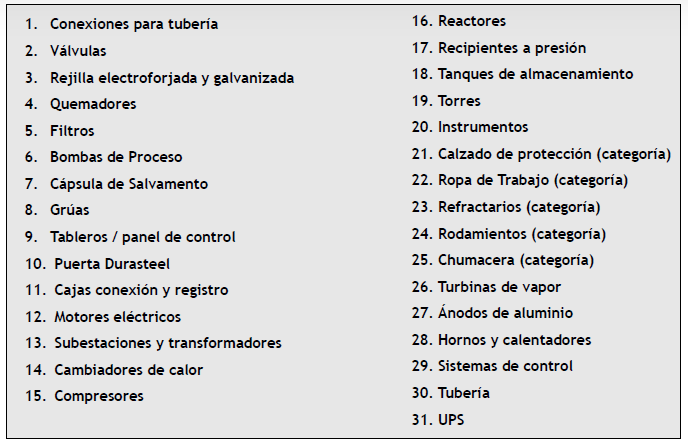 1. Conexiones para tubería
2. Válvulas
3. Rejilla electroforjada y galvanizada
4. Quemadores
5. Filtros
6. Bombas de Proceso
7. Cápsula de Salvamento
8. Grúas
9. Tableros / panel de control
10. Puerta Durasteel
11. Cajas conexión y registro
12. Motores eléctricos
13. Subestaciones y transformadores
14. Cambiadores de calor
15. Compresores
16. Reactores
17. Recipientes a presión
18. Tanques de almacenamiento
19. Torres
20. Instrumentos
21. Calzado de protección (categoría)
22. Ropa de Trabajo (categoría)
23. Refractarios (categoría)
24. Rodamientos (categoría)
25. Chumacera (categoría)
26. Turbinas de vapor
27. Ánodos de aluminio
28. Hornos y calentadores
29. Sistemas de control
30. Tubería
31. UPS